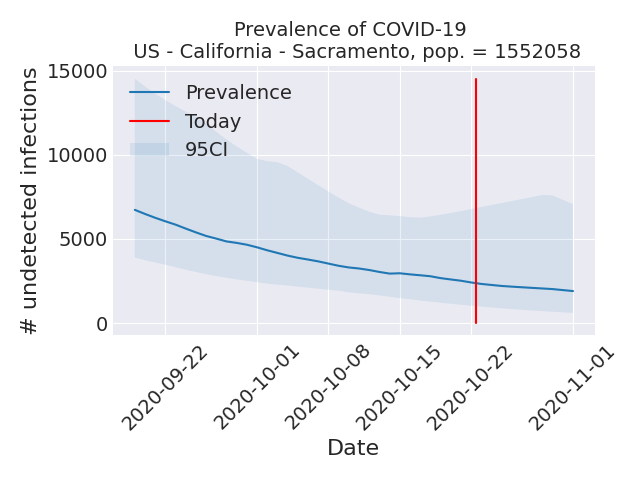 Prevalence of COVID-19
US - California - Sacramento, pop. = 1552058
# undetected infections
15000
10000
5000
0
Prevalence
Today
95CI
2020-09-22
2020-10-01
2020-10-08
2020-10-15
2020-10-22
2020-11-01
Date